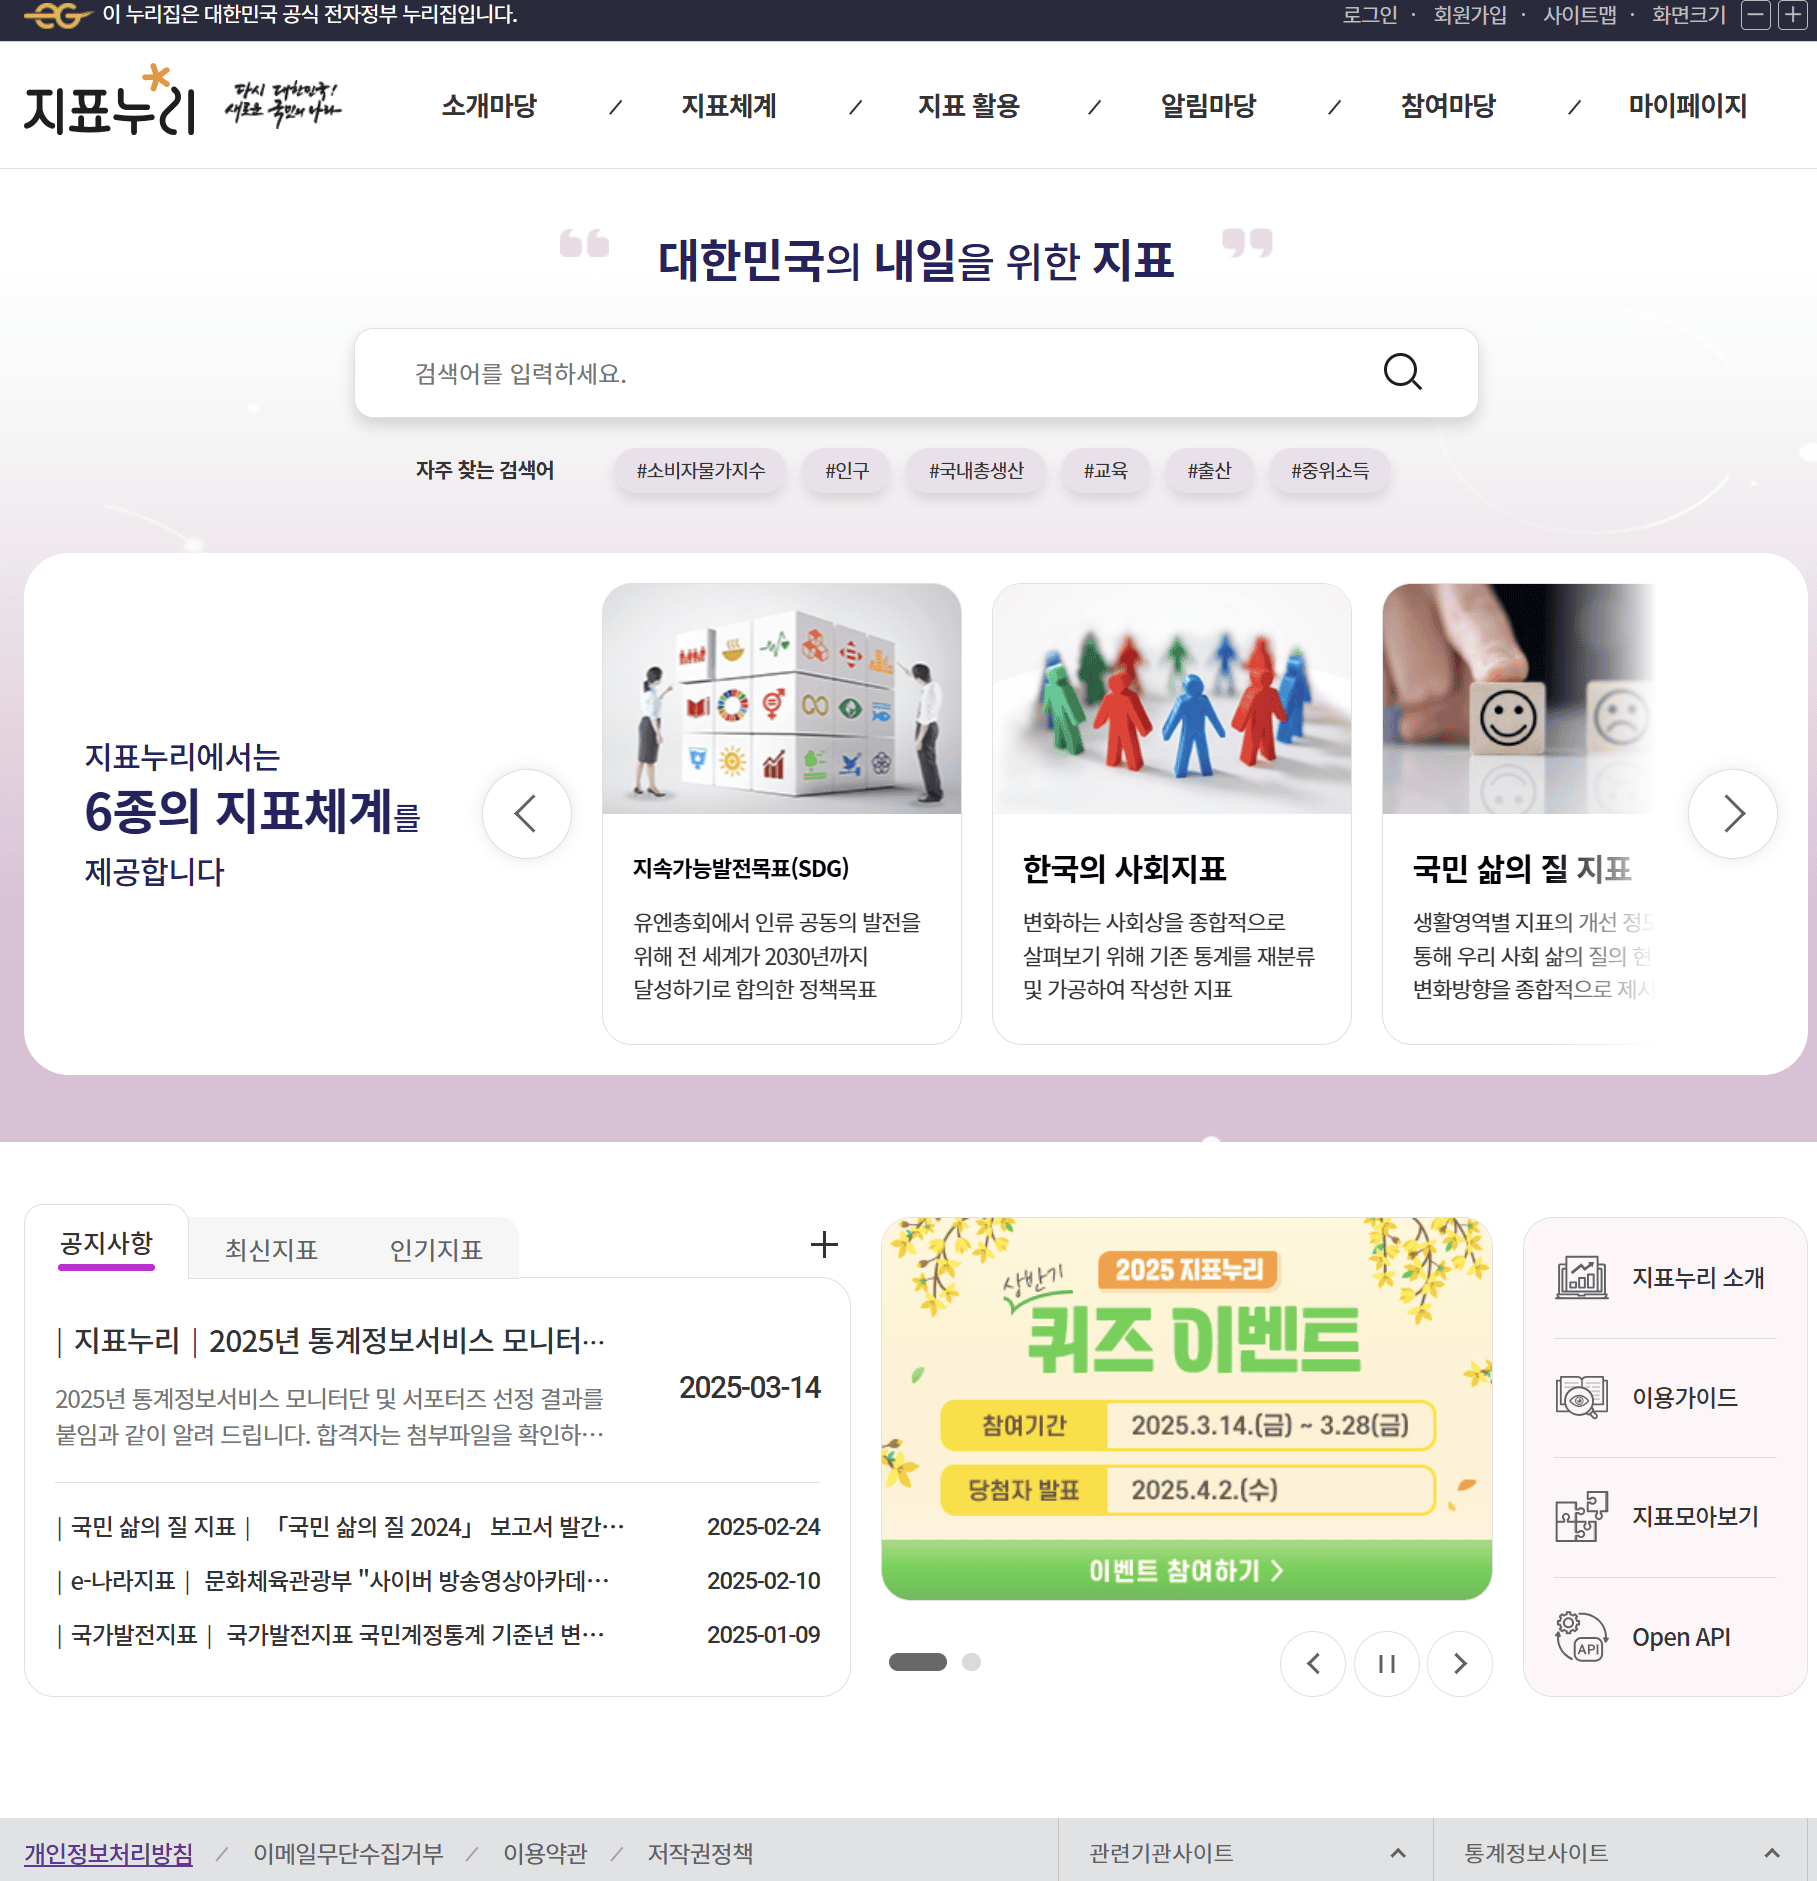 이 누리집은 대한민국 공식 전자정부 누리집입니다.
로그인 · 회원가입 · 사이트맵 · 화면크기
지표누리
다시 대한민국!
새로운 국민의 나라
소개마당 / 지표체계 / 지표 활용 / 알림마당 / 참여마당 / 마이페이지
대한민국의 내일을 위한 지표
검색어를 입력하세요.
자주 찾는 검색어 #소비자물가지수 #인구 #국내총생산 #교육 #출산 #중위소득
지표누리에서는
6종의 지표체계를
제공합니다
지속가능발전목표(SDG)
유엔총회에서 인류 공동의 발전을
위해 전 세계가 2030년까지
달성하기로 합의한 정책목표
한국의 사회지표
변화하는 사회상을 종합적으로
살펴보기 위해 기존 통계를 재분류
및 가공하여 작성한 지표
국민 삶의 질 지표
생활영역별 지표의 개선 정도
통해 우리 사회 삶의 질의 현
변화방향을 종합적으로 제시
공지사항
최신지표
인기지표
| 지표누리 | 2025년 통계정보서비스 모니터…
2025년 통계정보서비스 모니터단 및 서포터즈 선정 결과를
붙임과 같이 알려 드립니다. 합격자는 첨부파일을 확인하…
2025-03-14
| 국민 삶의 질 지표 | 「국민 삶의 질 2024」 보고서 발간… 2025-02-24
| e-나라지표 | 문화체육관광부 "사이버 방송영상아카데… 2025-02-10
| 국가발전지표 | 국가발전지표 국민계정통계 기준년 변… 2025-01-09
2025 지표누리
상반기
퀴즈 이벤트
참여기간 2025.3.14.(금) ~ 3.28(금)
당첨자 발표 2025.4.2.(수)
이벤트 참여하기 >
지표누리 소개
이용가이드
지표모아보기
API
Open API
개인정보처리방침 / 이메일무단수집거부 / 이용약관 / 저작권정책
관련기관사이트
통계정보사이트